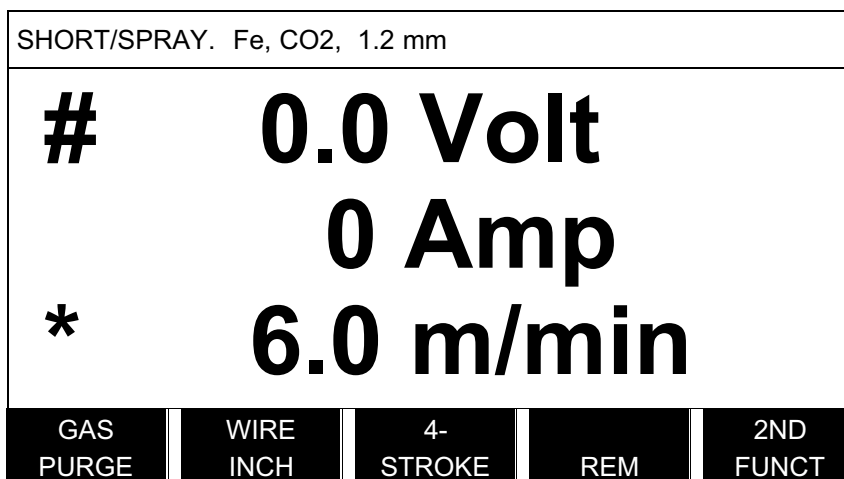 SHORT/SPRAY. Fe, CO2, 1.2 mm
# 0.0 Volt
0 Amp
* 6.0 m/min
GAS PURGE
WIRE INCH
4- STROKE
REM
2ND FUNCT